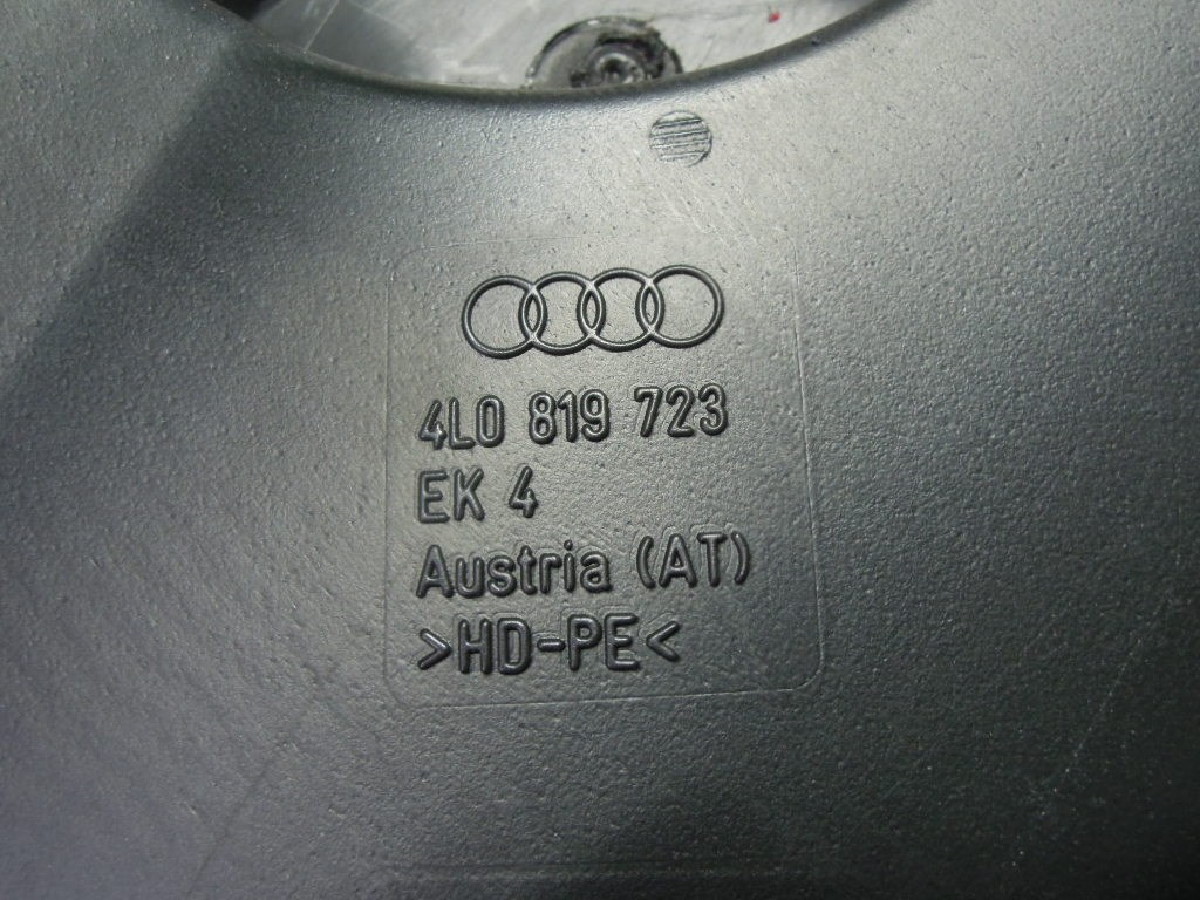 4L0 819 723
EK 4
Austria (AT)
>HD-PE<